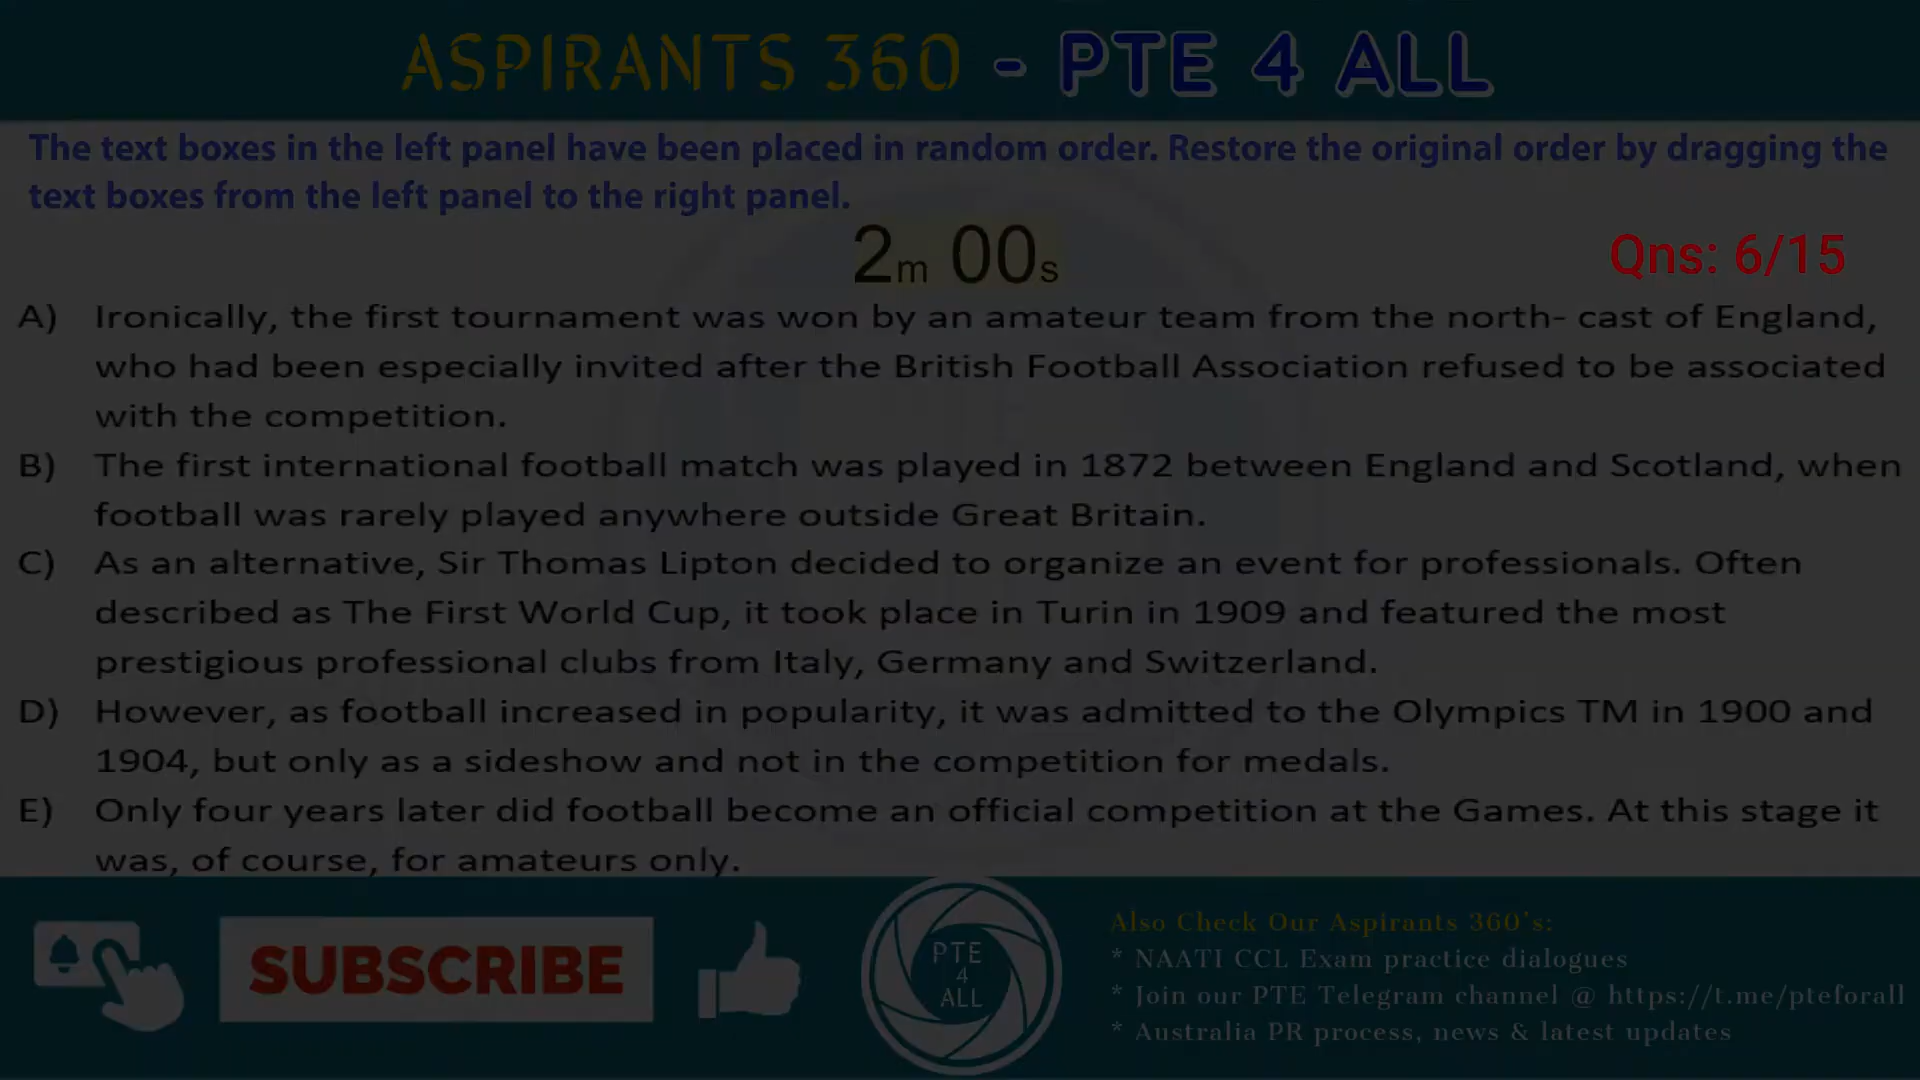 ASPIRANTS 360 - PTE 4 ALL
The text boxes in the left panel have been placed in random order. Restore the original order by dragging the
text boxes from the left panel to the right panel.
2m 00s
Qns: 6/15
A) Ironically, the first tournament was won by an amateur team from the north- cast of England,
who had been especially invited after the British Football Association refused to be associated
with the competition.
B) The first international football match was played in 1872 between England and Scotland, when
football was rarely played anywhere outside Great Britain.
C) As an alternative, Sir Thomas Lipton decided to organize an event for professionals. Often
described as The First World Cup, it took place in Turin in 1909 and featured the most
prestigious professional clubs from Italy, Germany and Switzerland.
D) However, as football increased in popularity, it was admitted to the Olympics TM in 1900 and
1904, but only as a sideshow and not in the competition for medals.
E) Only four years later did football become an official competition at the Games. At this stage it
was, of course, for amateurs only.
SUBSCRIBE
PTE
4
ALL
Also Check Our Aspirants 360's:
* NAATI CCL Exam practice dialogues
* Join our PTE Telegram channel @ https://t.me/pteforall
* Australia PR process, news & latest updates